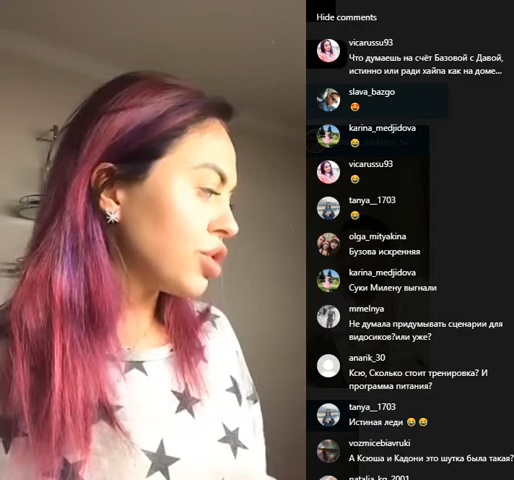 Hide comments
vicarussu93
Что думаешь на счёт Базовой с Давой,
истинно или ради хайпа как на доме...
slava_bazgo
😍
karina_medjidova
😂
vicarussu93
😂
tanya__1703
😂
olga_mityakina
Бузова искренняя
karina_medjidova
Суки Милену выгнали
mmelnya
Не думала придумывать сценарии для
видосиков?или уже?
anarik_30
Ксю, Сколько стоит тренировка? И
программа питания?
tanya__1703
Истиная леди 😂😂
vozmicebiavruki
А Ксюша и Кадони это шутка была такая?
natalia_kg_2001